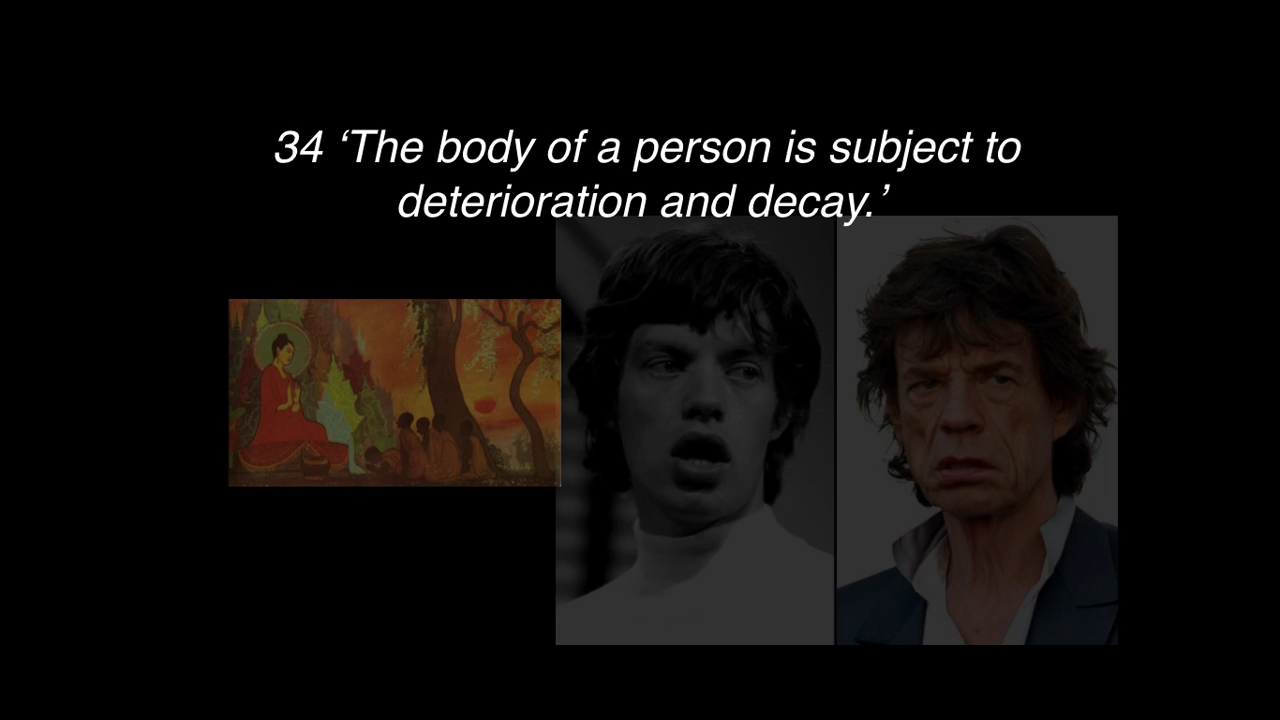 34 ‘The body of a person is subject to
deterioration and decay.’